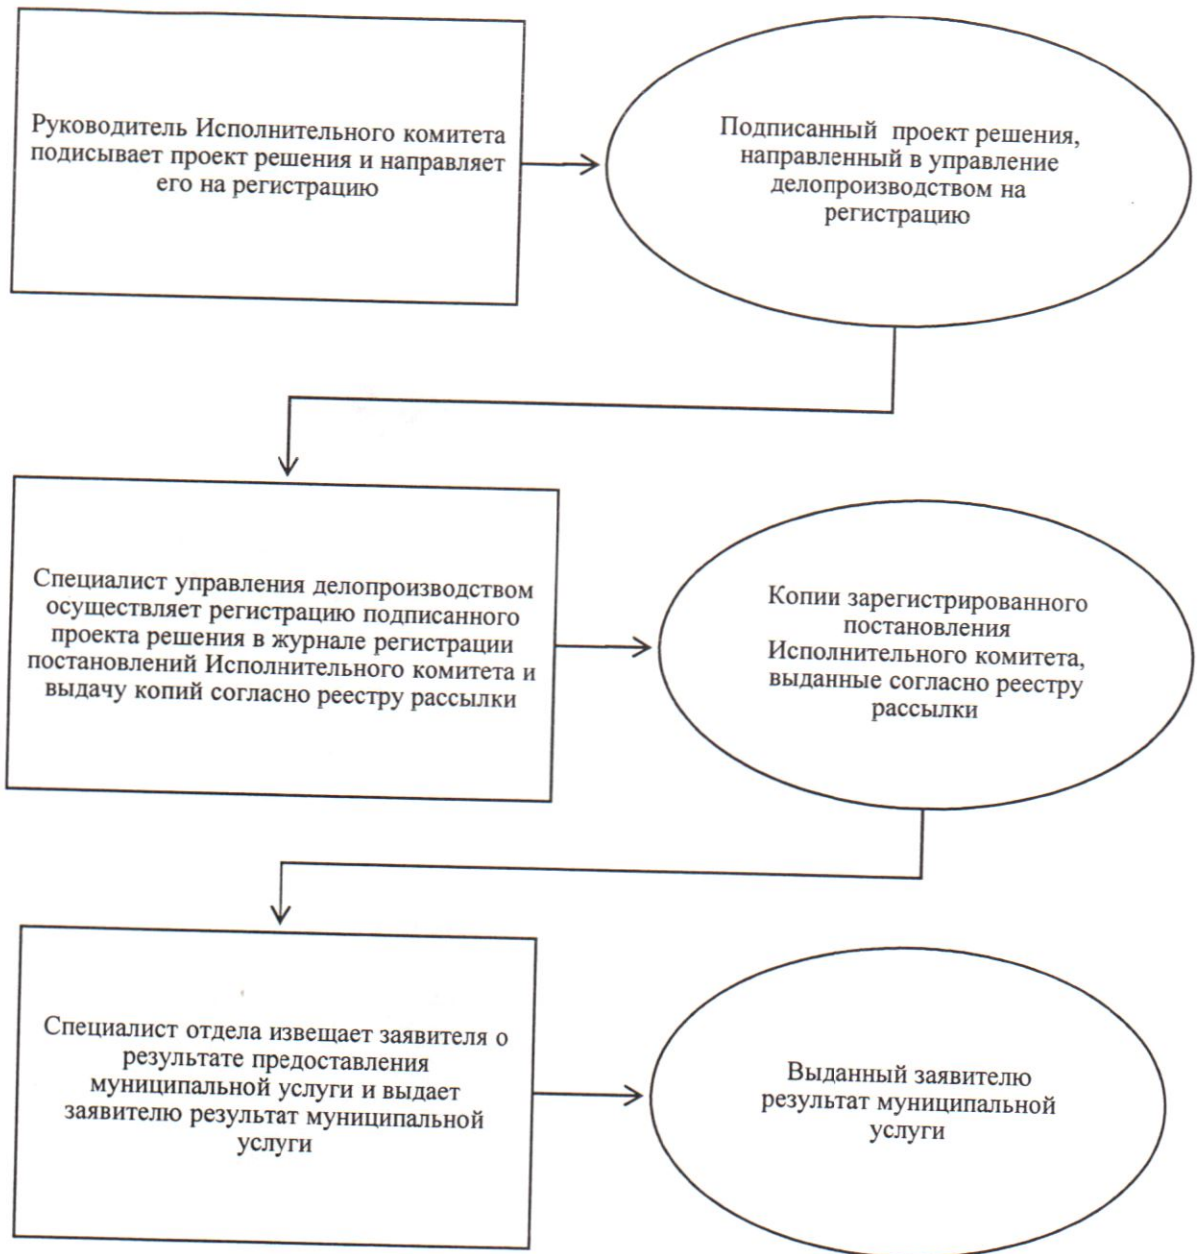 Руководитель Исполнительного комитета
подисывает проект решения и направляет
его на регистрацию
Подписанный проект решения,
направленный в управление
делопроизводством на
регистрацию
Специалист управления делопроизводством
осуществляет регистрацию подписанного
проекта решения в журнале регистрации
постановлений Исполнительного комитета и
выдачу копий согласно реестру рассылки
Копии зарегистрированного
постановления
Исполнительного комитета,
выданные согласно реестру
рассылки
Специалист отдела извещает заявителя о
результате предоставления
муниципальной услуги и выдает
заявителю результат муниципальной
услуги
Выданный заявителю
результат муниципальной
услуги